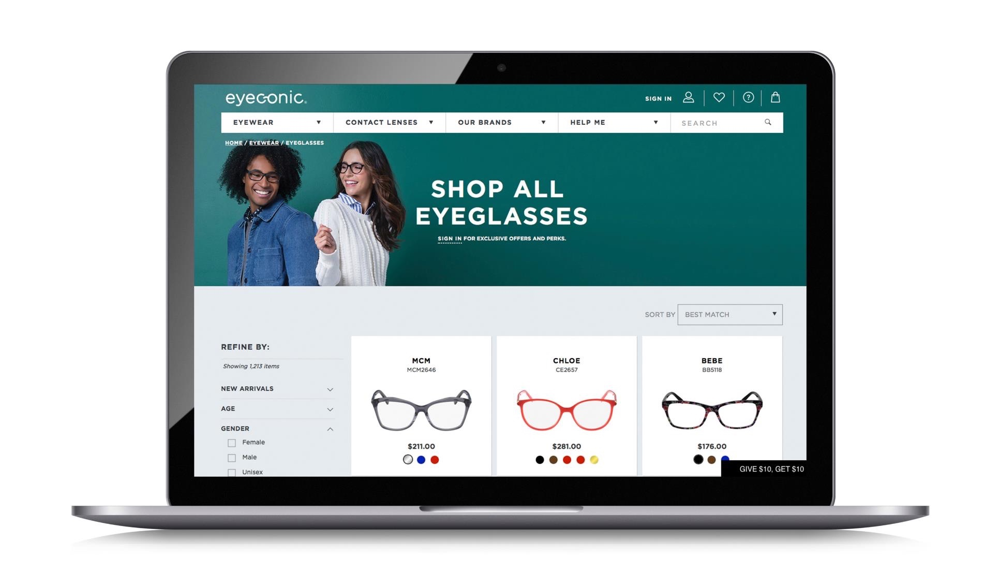 eyeconic®
SIGN IN
EYEWEAR
CONTACT LENSES
OUR BRANDS
HELP ME
SEARCH
HOME / EYEWEAR / EYEGLASSES
SHOP ALL
EYEGLASSES
SIGN IN FOR EXCLUSIVE OFFERS AND PERKS.
SORT BY
BEST MATCH
REFINE BY:
Showing 1,213 items
NEW ARRIVALS
AGE
GENDER
Female
Male
Unisex
MCM
MCM2646
$211.00
CHLOE
CE2657
$281.00
BEBE
BB5118
$176.00
GIVE $10, GET $10